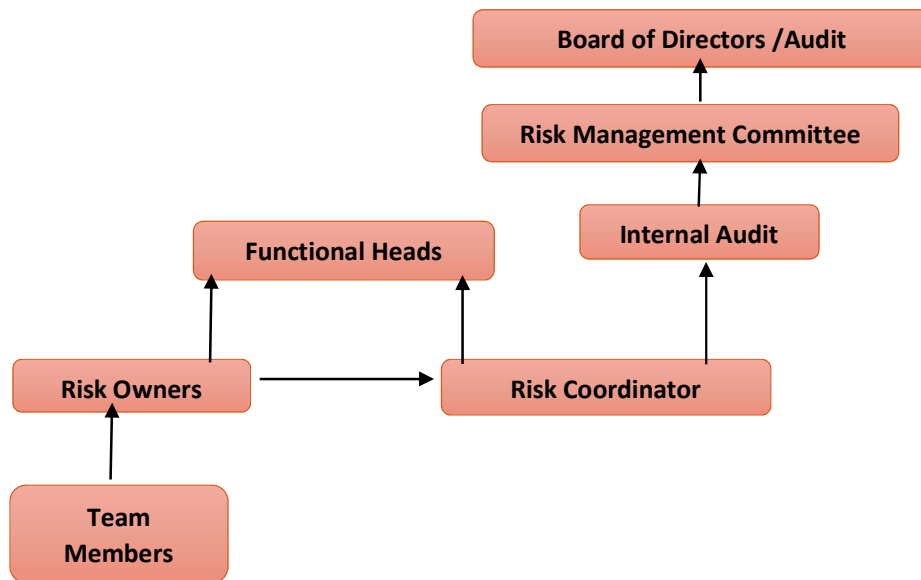 Board of Directors /Audit
Risk Management Committee
Internal Audit
Functional Heads
Risk Owners
Risk Coordinator
Team
Members